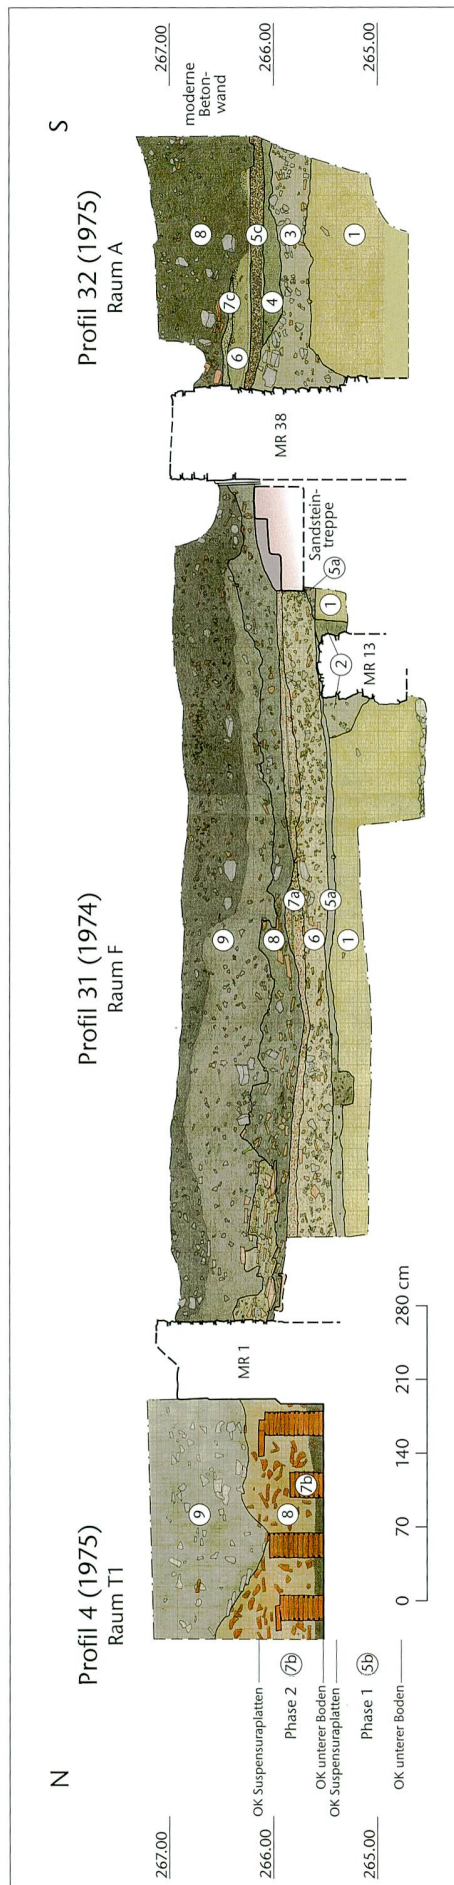 N
Profil 4 (1975)
Raum T1
Profil 31 (1974)
Raum F
Profil 32 (1975)
Raum A
S
267.00
266.00
265.00
OK Suspensuraplatten
Phase 2 7b
OK unterer Boden
OK Suspensuraplatten
Phase 1 5b
OK unterer Boden
9
8
7b
MR 1
9
8
7a
6
5a
1
2
MR 13
1
5a
Sandstein-
treppe
MR 38
8
7c
6
5c
4
3
1
moderne
Beton-
wand
267.00
266.00
265.00
0 70 140 210 280 cm